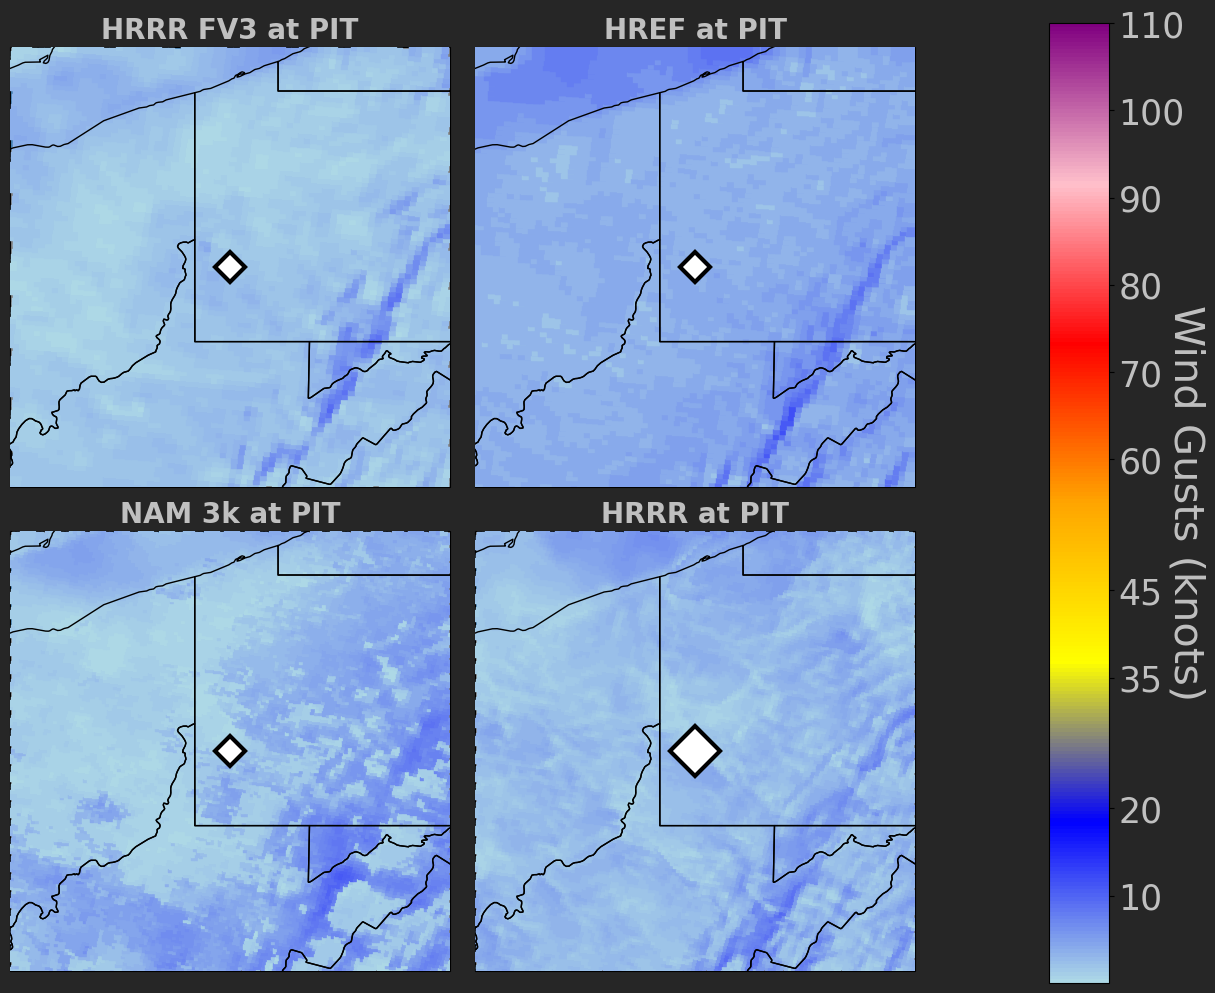 HRRR FV3 at PIT
HREF at PIT
NAM 3k at PIT
HRRR at PIT
110
100
90
80
70
60
45
35
20
10
Wind Gusts (knots)